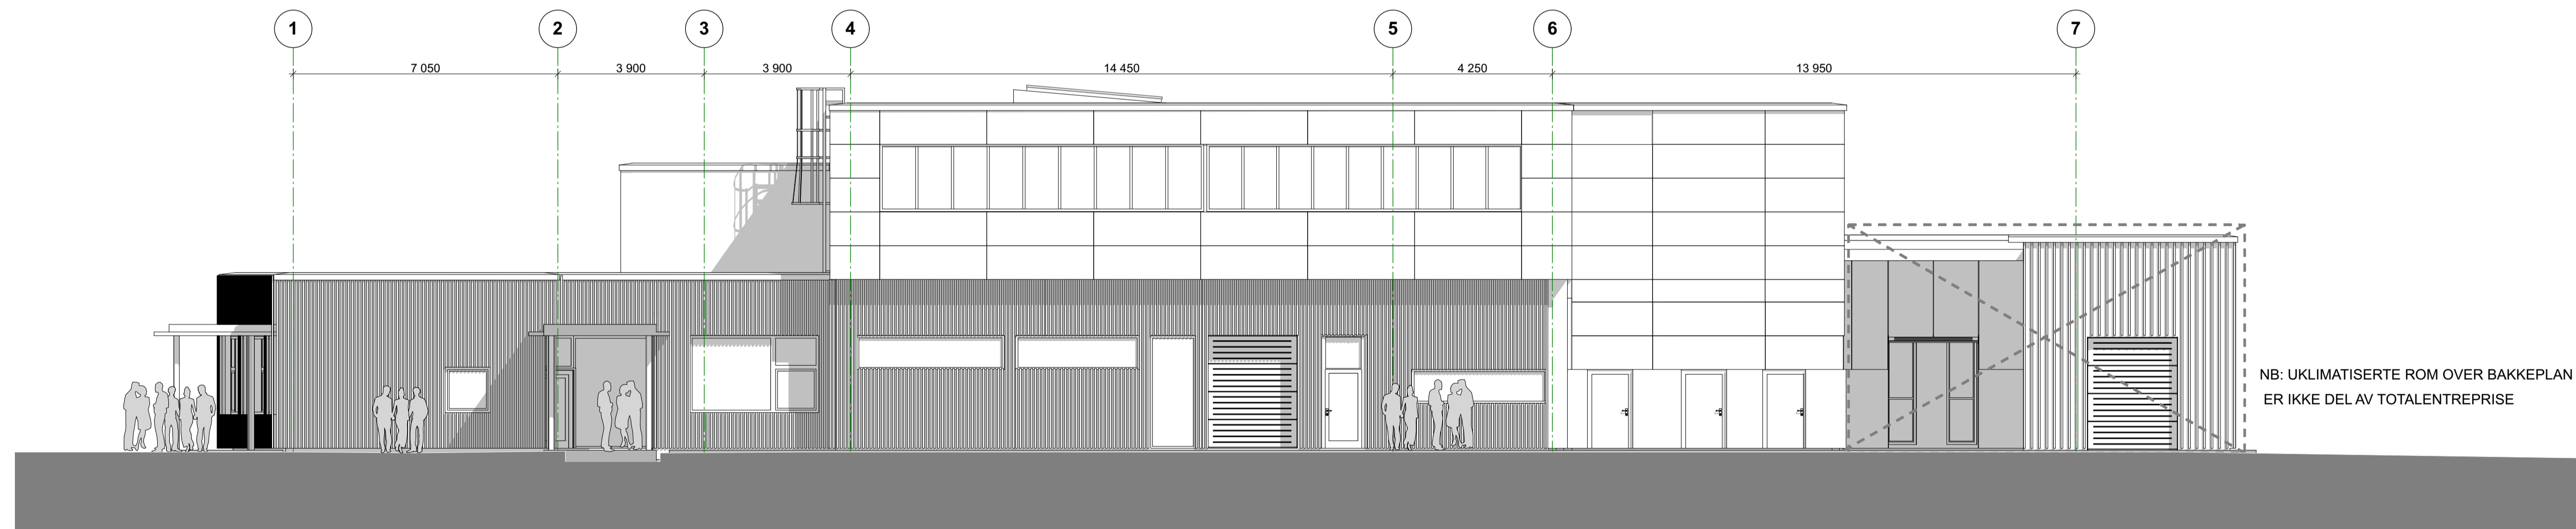 1 2 3 4 5 6 7
7 050 3 900 3 900 14 450 4 250 13 950
NB: UKLIMATISERTE ROM OVER BAKKEPLAN
ER IKKE DEL AV TOTALENTREPRISE